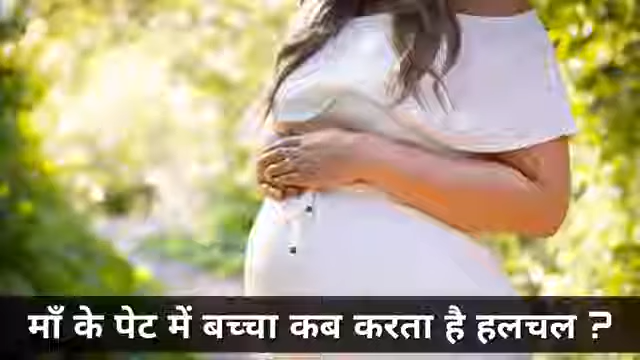 माँ के पेट में बच्चा कब करता है हलचल ?